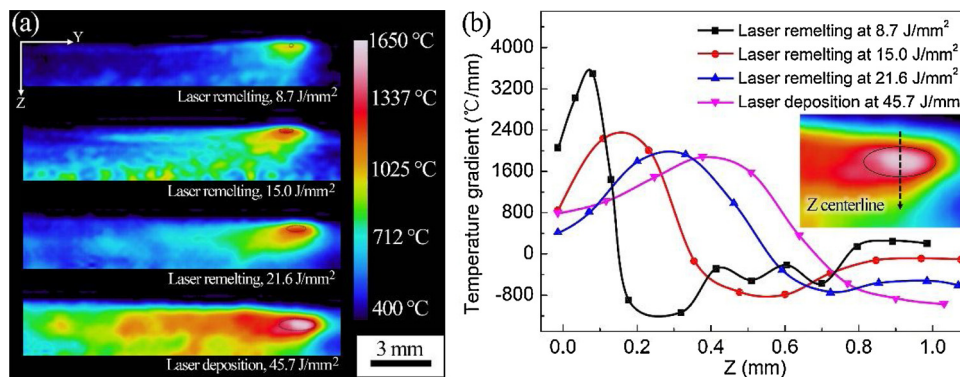 (a)
Y
Z
Laser remelting, 8.7 J/mm²
Laser remelting, 15.0 J/mm²
Laser remelting, 21.6 J/mm²
Laser deposition, 45.7 J/mm²
1650 °C
1337 °C
1025 °C
712 °C
400 °C
3 mm
(b)
Temperature gradient (°C/mm)
4000
3200
2400
1600
800
0
-800
Laser remelting at 8.7 J/mm²
Laser remelting at 15.0 J/mm²
Laser remelting at 21.6 J/mm²
Laser deposition at 45.7 J/mm
Z centerline
0.0 0.2 0.4 0.6 0.8 1.0
Z (mm)